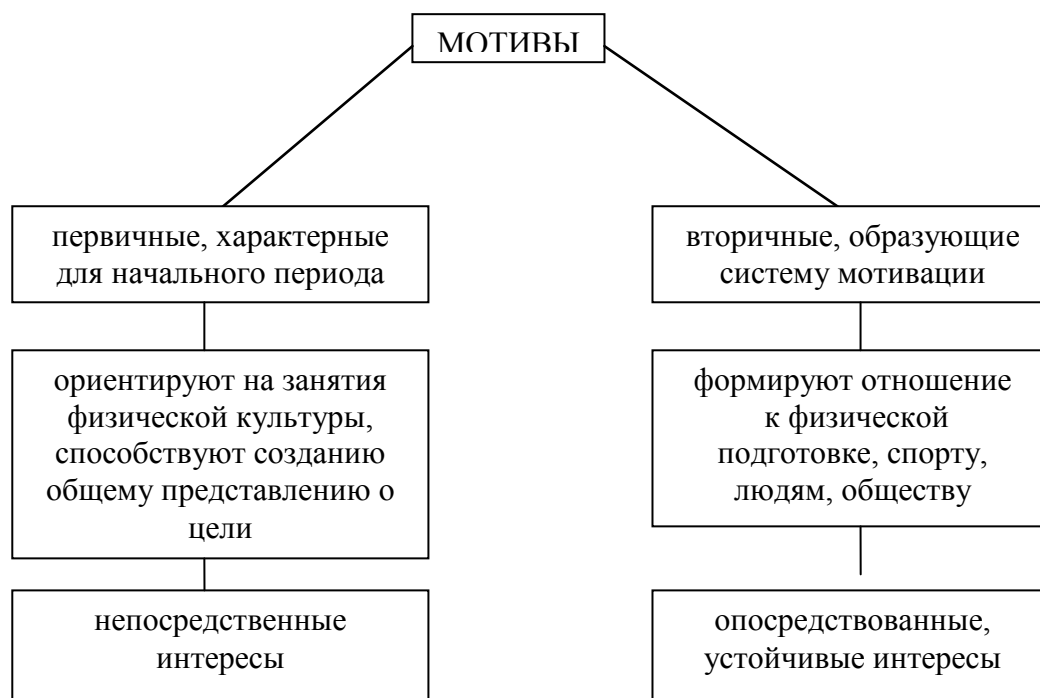 МОТИВЫ
первичные, характерные
для начального периода
ориентируют на занятия
физической культуры,
способствуют созданию
общему представлению о
цели
непосредственные
интересы
вторичные, образующие
систему мотивации
формируют отношение
к физической
подготовке, спорту,
людям, обществу
опосредствованные,
устойчивые интересы